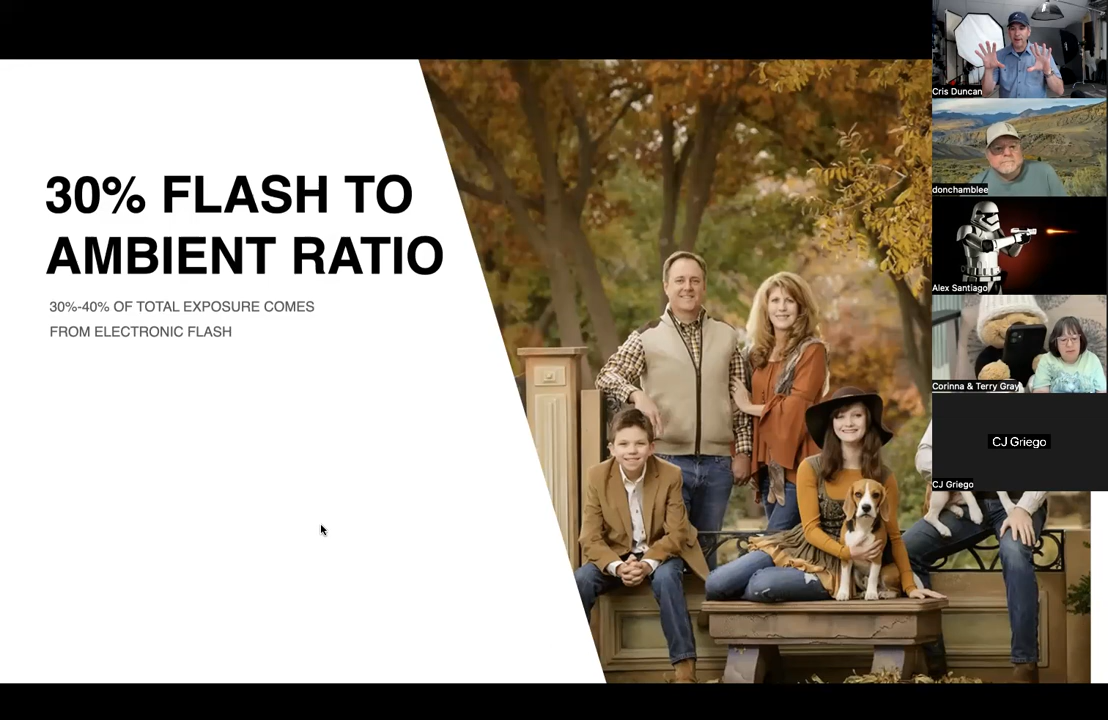 30% FLASH TO
AMBIENT RATIO
30%-40% OF TOTAL EXPOSURE COMES
FROM ELECTRONIC FLASH
Cris Duncan
donchamblee
Alex Santiago
Corinna & Terry Gray
CJ Griego
CJ Griego